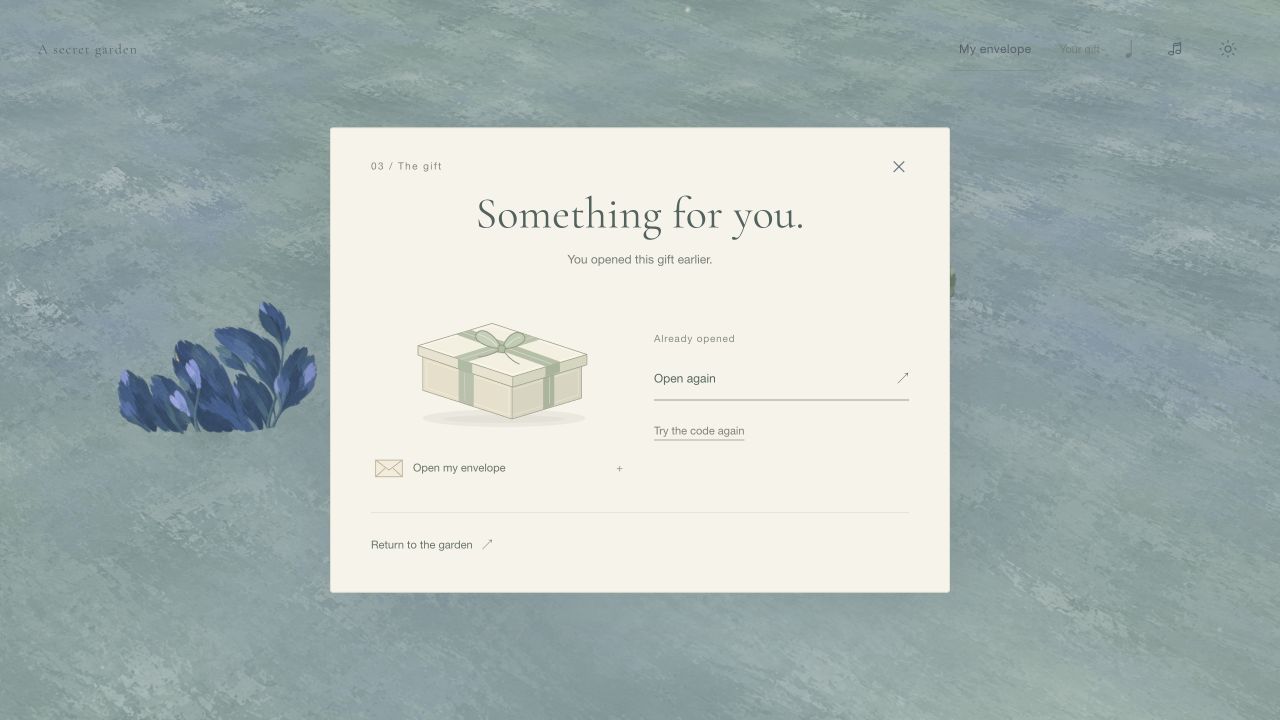 A secret garden
My envelope
Your gift
03 / The gift
Something for you.
You opened this gift earlier.
Already opened
Open again
Try the code again
Open my envelope
Return to the garden